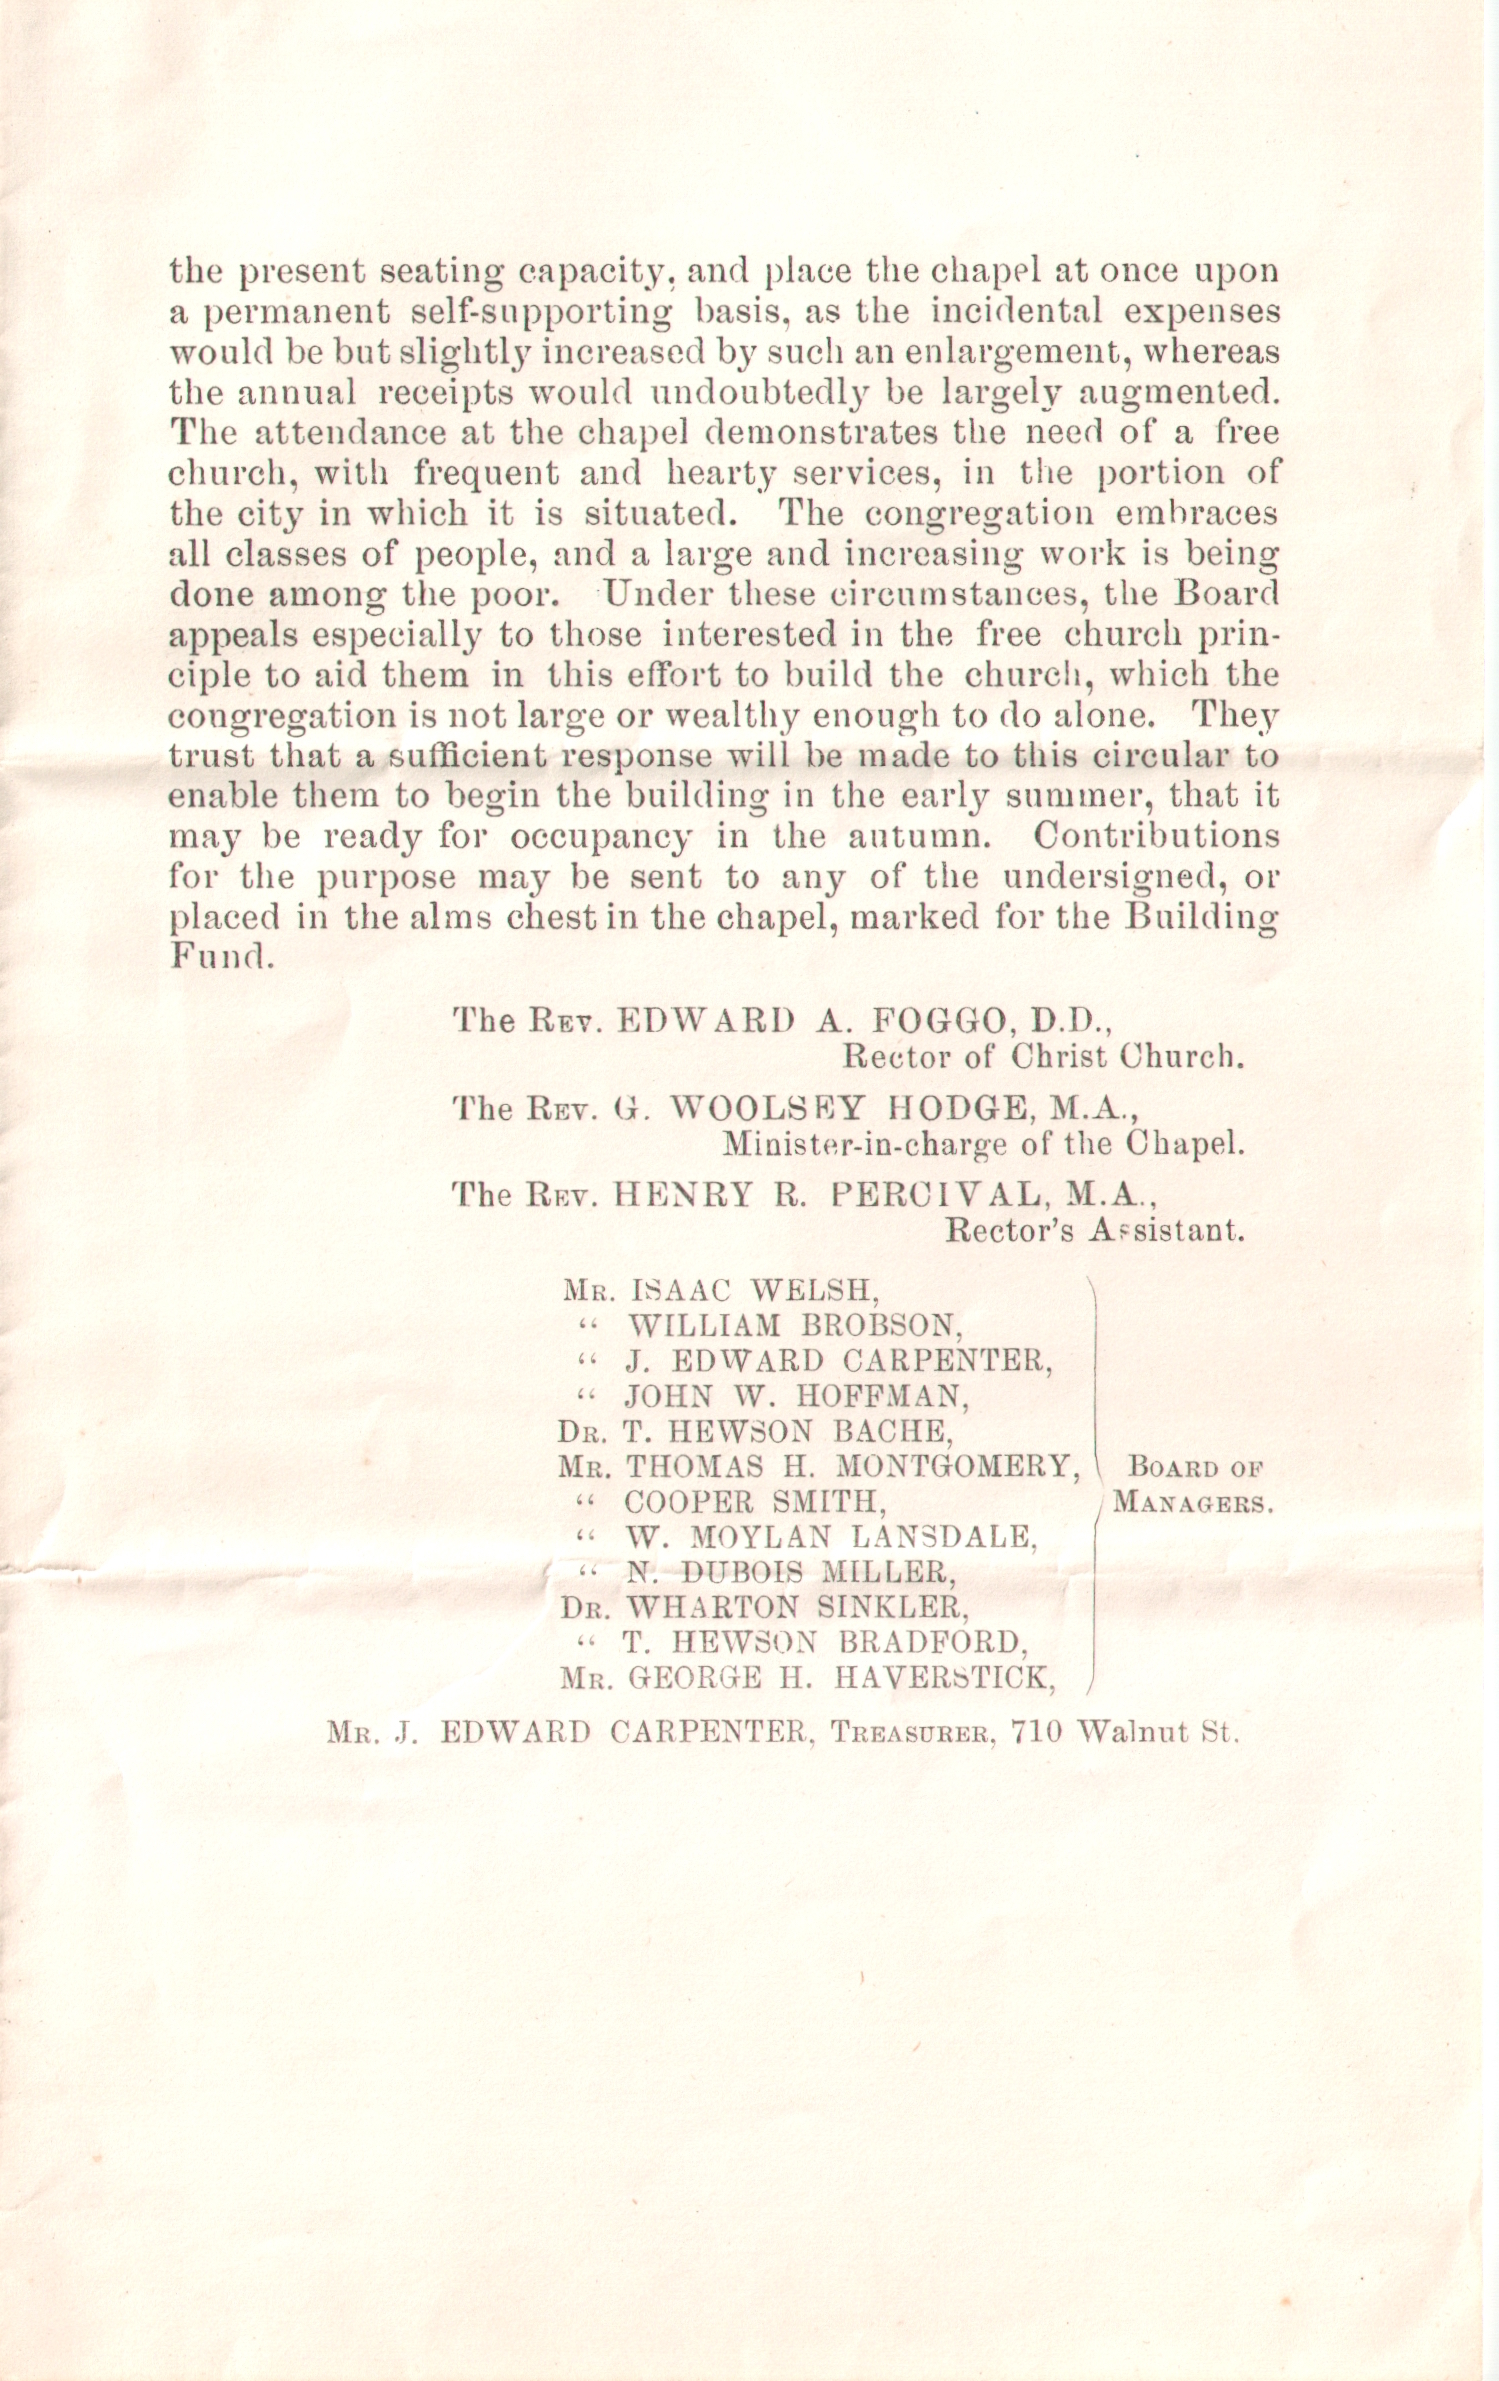 the present seating capacity, and place the chapel at once upon
a permanent self-supporting basis, as the incidental expenses
would be but slightly increased by such an enlargement, whereas
the annual receipts would undoubtedly be largely augmented.
The attendance at the chapel demonstrates the need of a free
church, with frequent and hearty services, in the portion of
the city in which it is situated. The congregation embraces
all classes of people, and a large and increasing work is being
done among the poor. Under these circumstances, the Board
appeals especially to those interested in the free church prin-
ciple to aid them in this effort to build the church, which the
congregation is not large or wealthy enough to do alone. They
trust that a sufficient response will be made to this circular to
enable them to begin the building in the early summer, that it
may be ready for occupancy in the autumn. Contributions
for the purpose may be sent to any of the undersigned, or
placed in the alms chest in the chapel, marked for the Building
Fund.
The Rev. EDWARD A. FOGGO, D.D.,
Rector of Christ Church.
The Rev. G. WOOLSEY HODGE, M.A.,
Minister-in-charge of the Chapel.
The Rev. HENRY R. PERCIVAL, M.A.,
Rector's Assistant.
Mr. ISAAC WELSH,
“ WILLIAM BROBSON,
“ J. EDWARD CARPENTER,
“ JOHN W. HOFFMAN,
Dr. T. HEWSON BACHE,
Mr. THOMAS H. MONTGOMERY,
“ COOPER SMITH,
“ W. MOYLAN LANSDALE,
“ N. DUBOIS MILLER,
Dr. WHARTON SINKLER,
“ T. HEWSON BRADFORD,
Mr. GEORGE H. HAVERSTICK,
Board of
Managers.
Mr. J. EDWARD CARPENTER, Treasurer, 710 Walnut St.